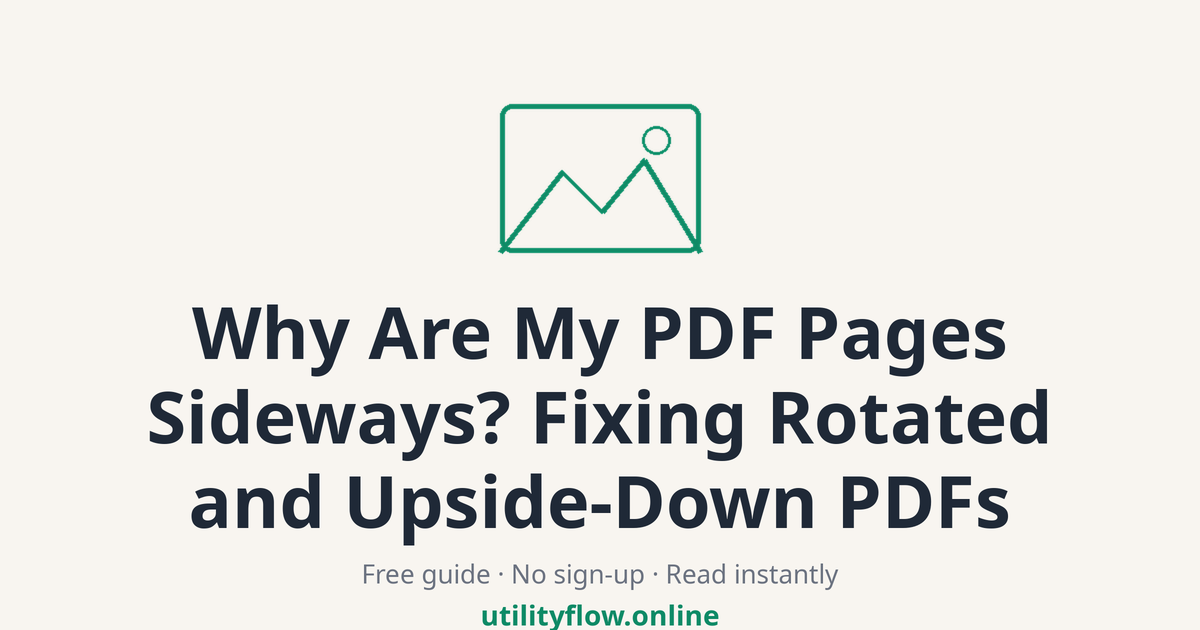 Why Are My PDF Pages
Sideways? Fixing Rotated
and Upside-Down PDFs
Free guide · No sign-up · Read instantly
utilityflow.online